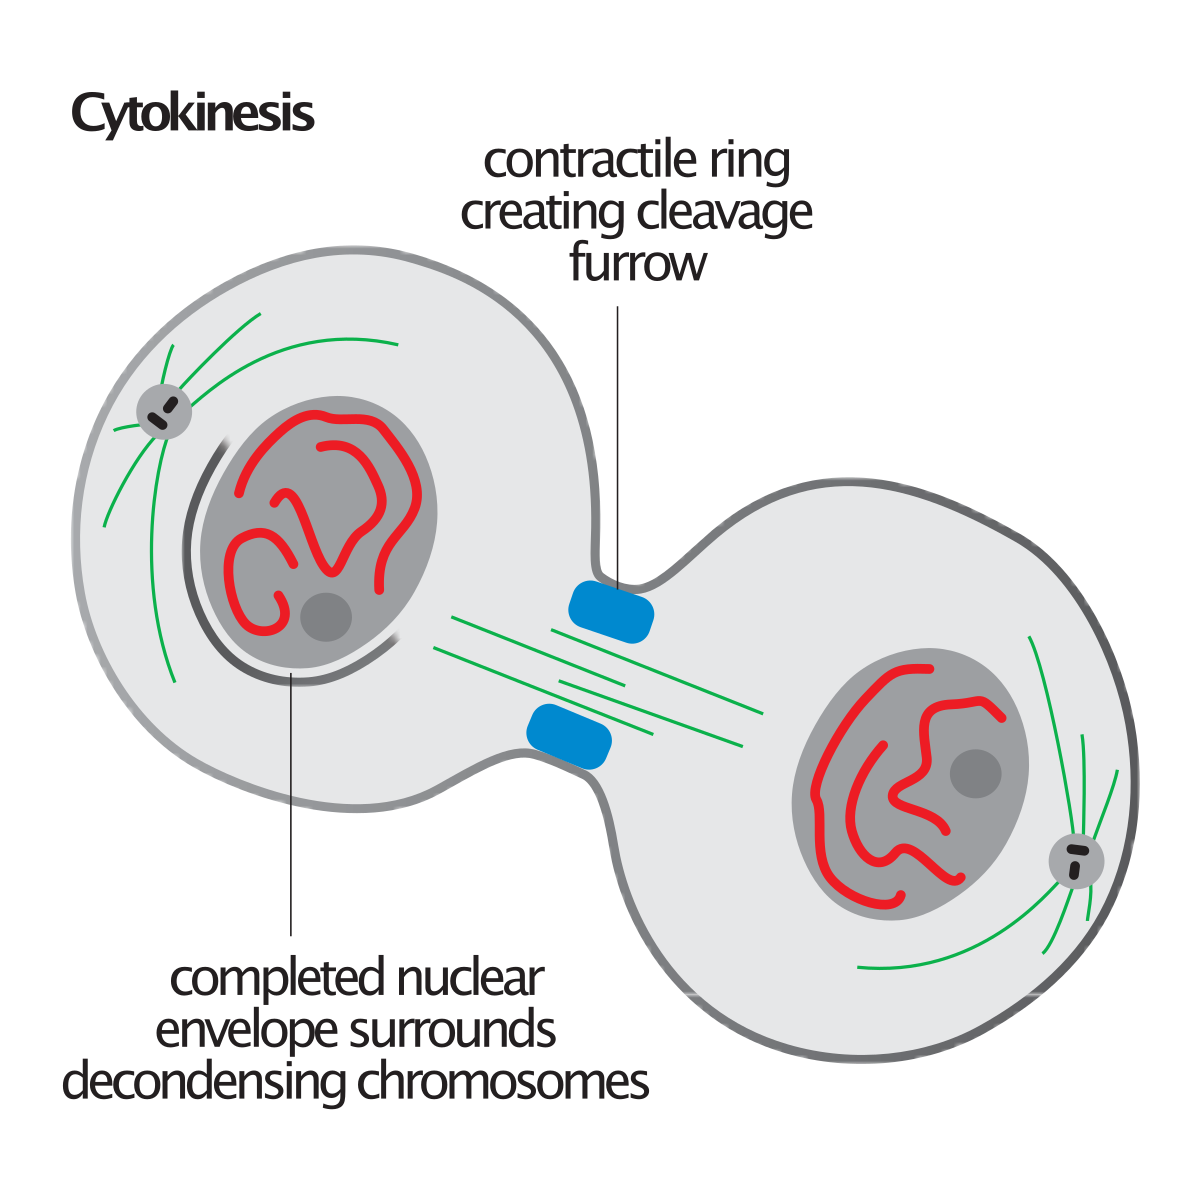 Cytokinesis
contractile ring
creating cleavage
furrow
completed nuclear
envelope surrounds
decondensing chromosomes